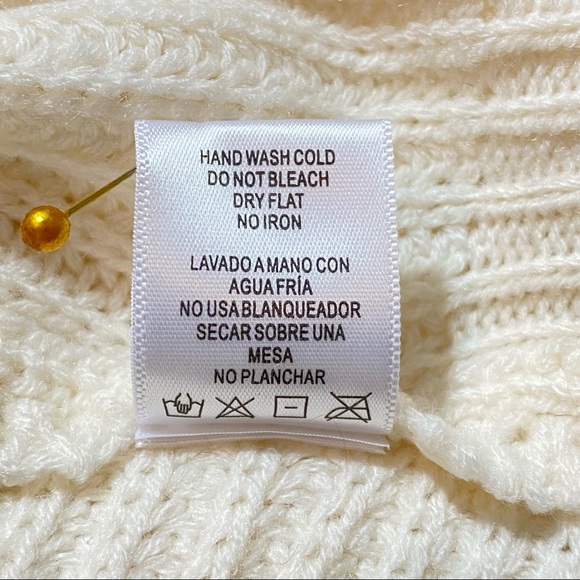 HAND WASH COLD
DO NOT BLEACH
DRY FLAT
NO IRON
LAVADO A MANO CON
AGUA FRÍA
NO USA BLANQUEADOR
SECAR SOBRE UNA
MESA
NO PLANCHAR